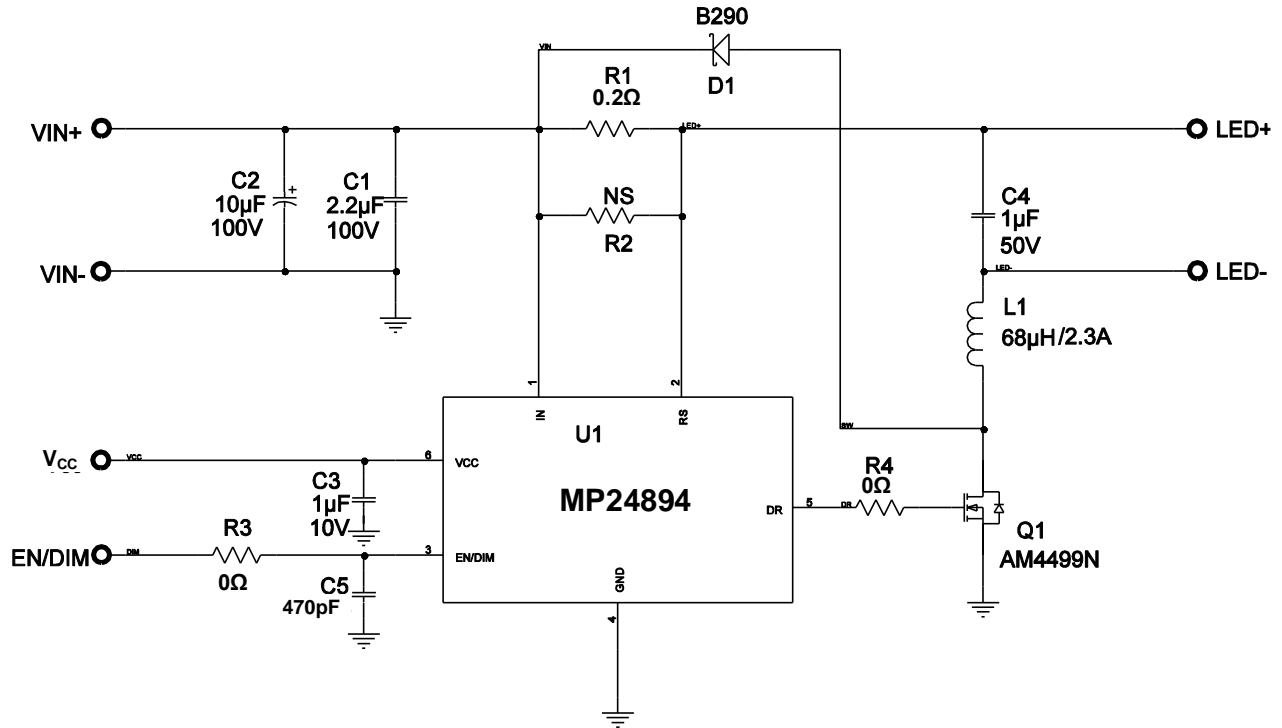 B290
VIN
D1
R1
0.2Ω
VIN+
LED+
LED+
C2
10µF
100V
+
C1
2.2µF
100V
NS
R2
C4
1µF
50V
VIN-
LED-
LED-
L1
68µH/2.3A
1
2
IN
RS
U1
SW
VCC
VCC
6
VCC
C3
1µF
10V
MP24894
R4
0Ω
DR
5
DR
R3
0Ω
EN/DIM
DIM
3
EN/DIM
Q1
AM4499N
C5
470pF
GND
4